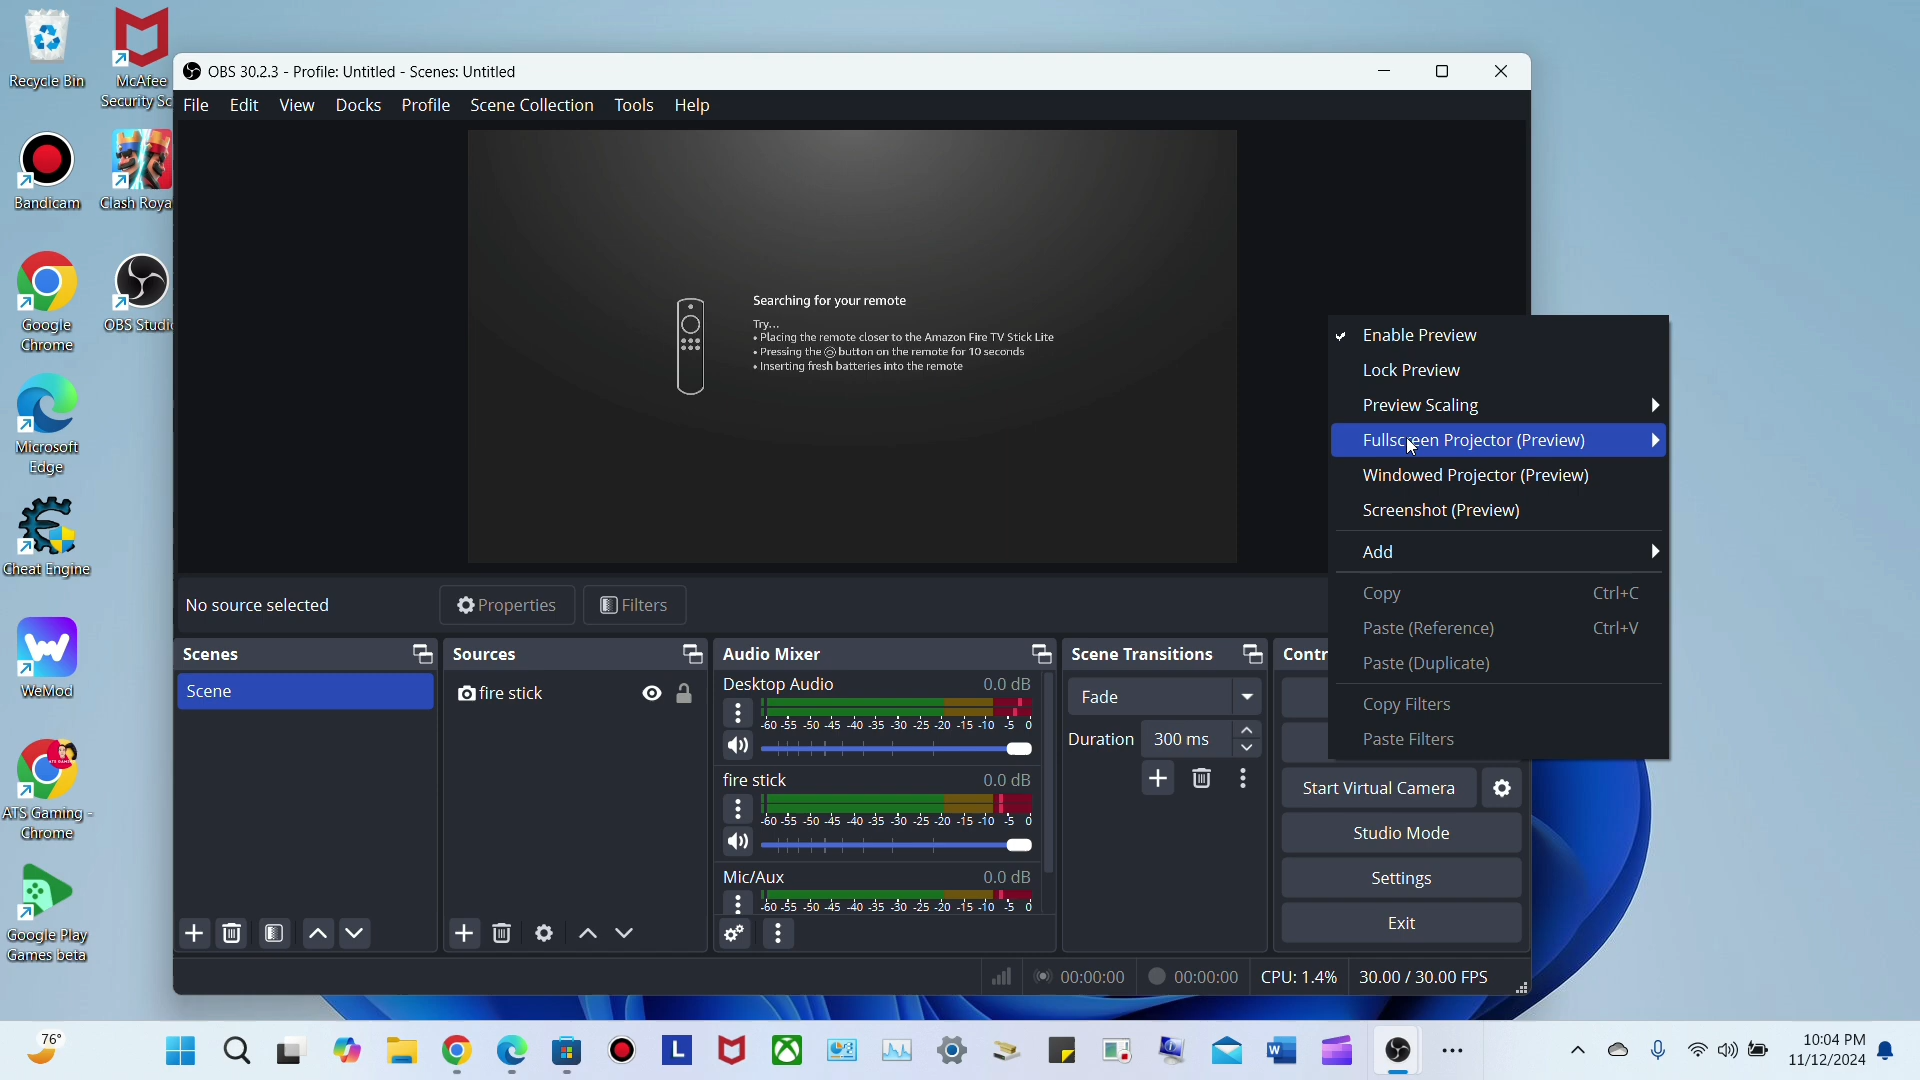 Recycle Bin
McAfee
Security Sc
Bandicam
Clash Roya
Google
Chrome
OBS Studi
Microsoft
Edge
Cheat Engine
WeMod
ATS Gaming -
Chrome
Google Play
Games beta
OBS 30.2.3 - Profile: Untitled - Scenes: Untitled
File Edit View Docks Profile Scene Collection Tools Help
Searching for your remote
Try...
• Placing the remote closer to the Amazon Fire TV Stick Lite
• Pressing the button on the remote for 10 seconds
• Inserting fresh batteries into the remote
Enable Preview
Lock Preview
Preview Scaling
Fullscreen Projector (Preview)
Windowed Projector (Preview)
Screenshot (Preview)
Add
Copy Ctrl+C
Paste (Reference) Ctrl+V
Paste (Duplicate)
Copy Filters
Paste Filters
No source selected Properties Filters
Scenes
Scene
Sources
fire stick
Audio Mixer
Desktop Audio 0.0 dB
-60 -55 -50 -45 -40 -35 -30 -25 -20 -15 -10 -5 0
fire stick 0.0 dB
-60 -55 -50 -45 -40 -35 -30 -25 -20 -15 -10 -5 0
Mic/Aux 0.0 dB
-60 -55 -50 -45 -40 -35 -30 -25 -20 -15 -10 -5 0
Scene Transitions
Fade
Duration 300 ms
Contr
Start Virtual Camera
Studio Mode
Settings
Exit
00:00:00 00:00:00 CPU: 1.4% 30.00 / 30.00 FPS
76°
L
W
10:04 PM
11/12/2024